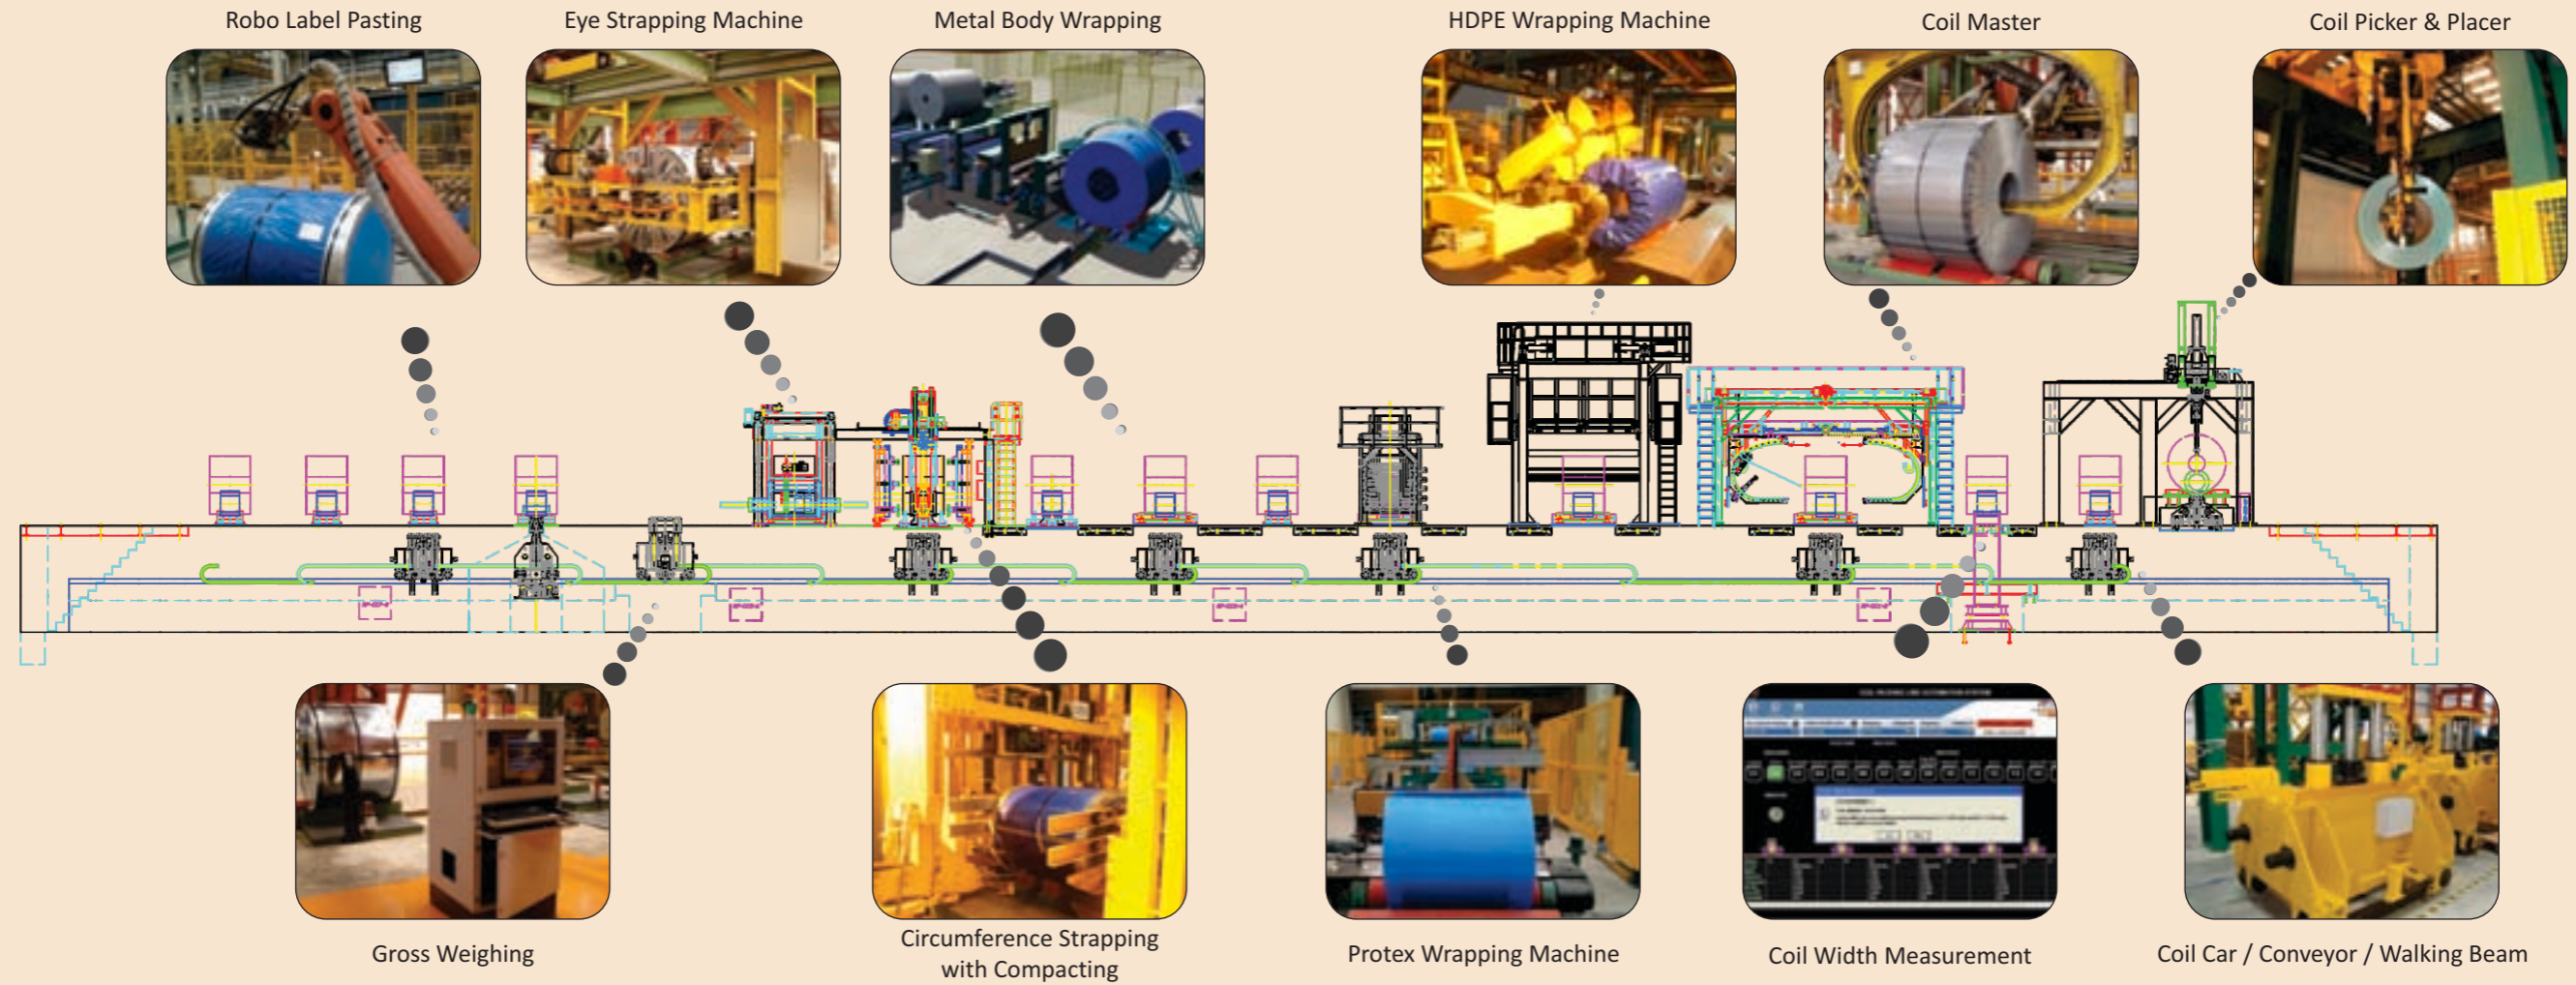 Robo Label Pasting
Eye Strapping Machine
Metal Body Wrapping
HDPE Wrapping Machine
Coil Master
Coil Picker & Placer
Gross Weighing
Circumference Strapping
with Compacting
Protex Wrapping Machine
Coil Width Measurement
Coil Car / Conveyor / Walking Beam